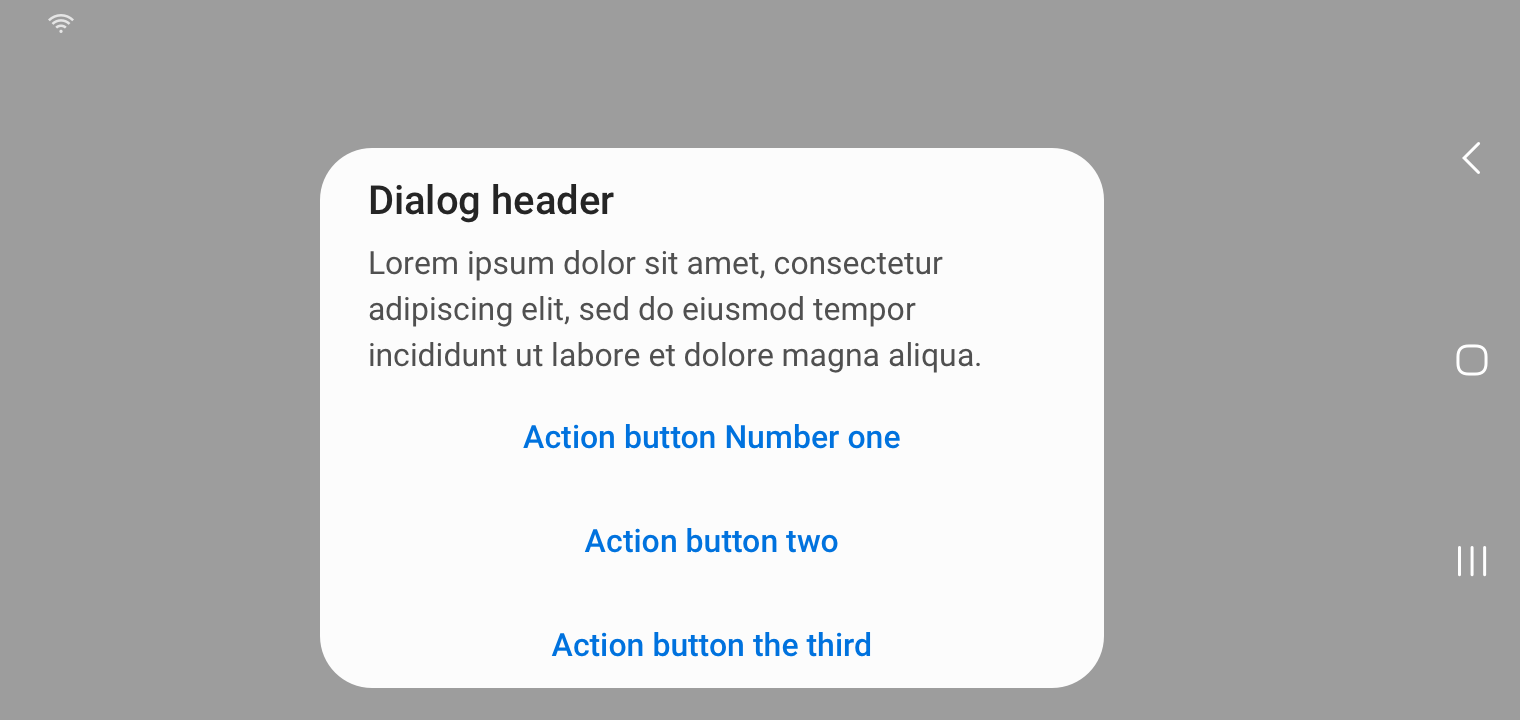 Dialog header
Lorem ipsum dolor sit amet, consectetur
adipiscing elit, sed do eiusmod tempor
incididunt ut labore et dolore magna aliqua.
Action button Number one
Action button two
Action button the third